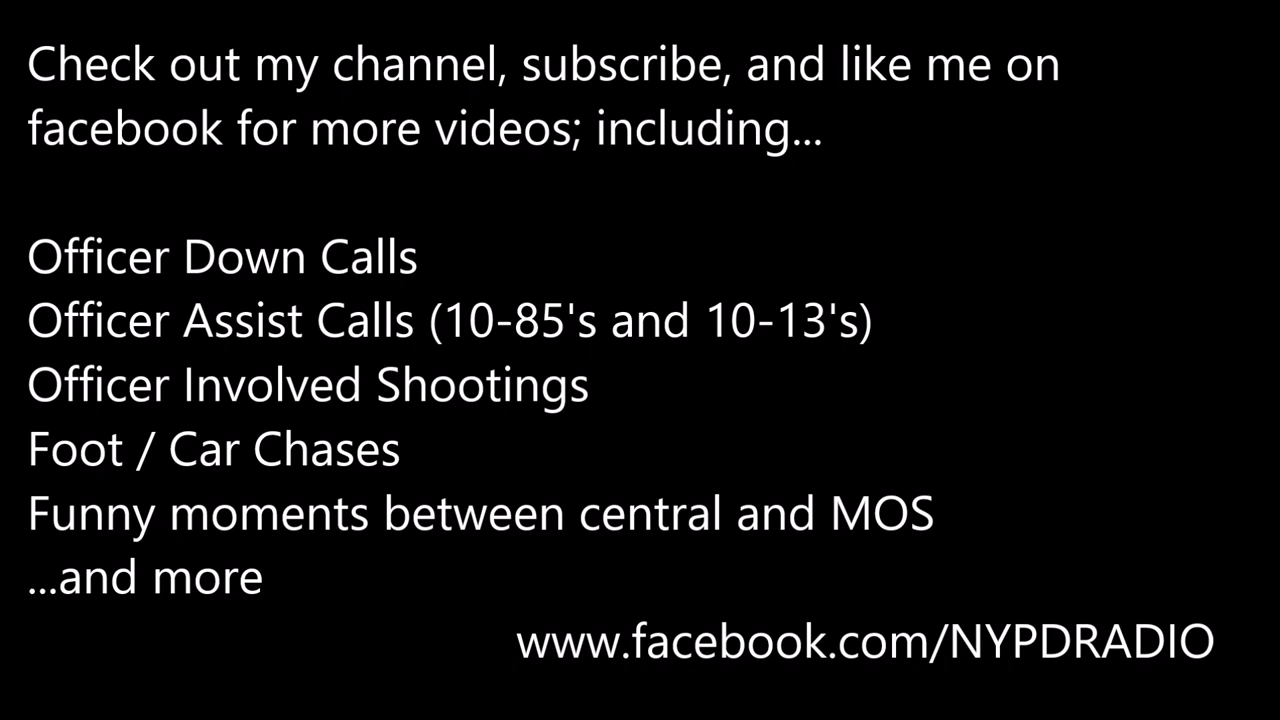 Check out my channel, subscribe, and like me on
facebook for more videos; including...
Officer Down Calls
Officer Assist Calls (10-85's and 10-13's)
Officer Involved Shootings
Foot / Car Chases
Funny moments between central and MOS
...and more
www.facebook.com/NYPDRADIO